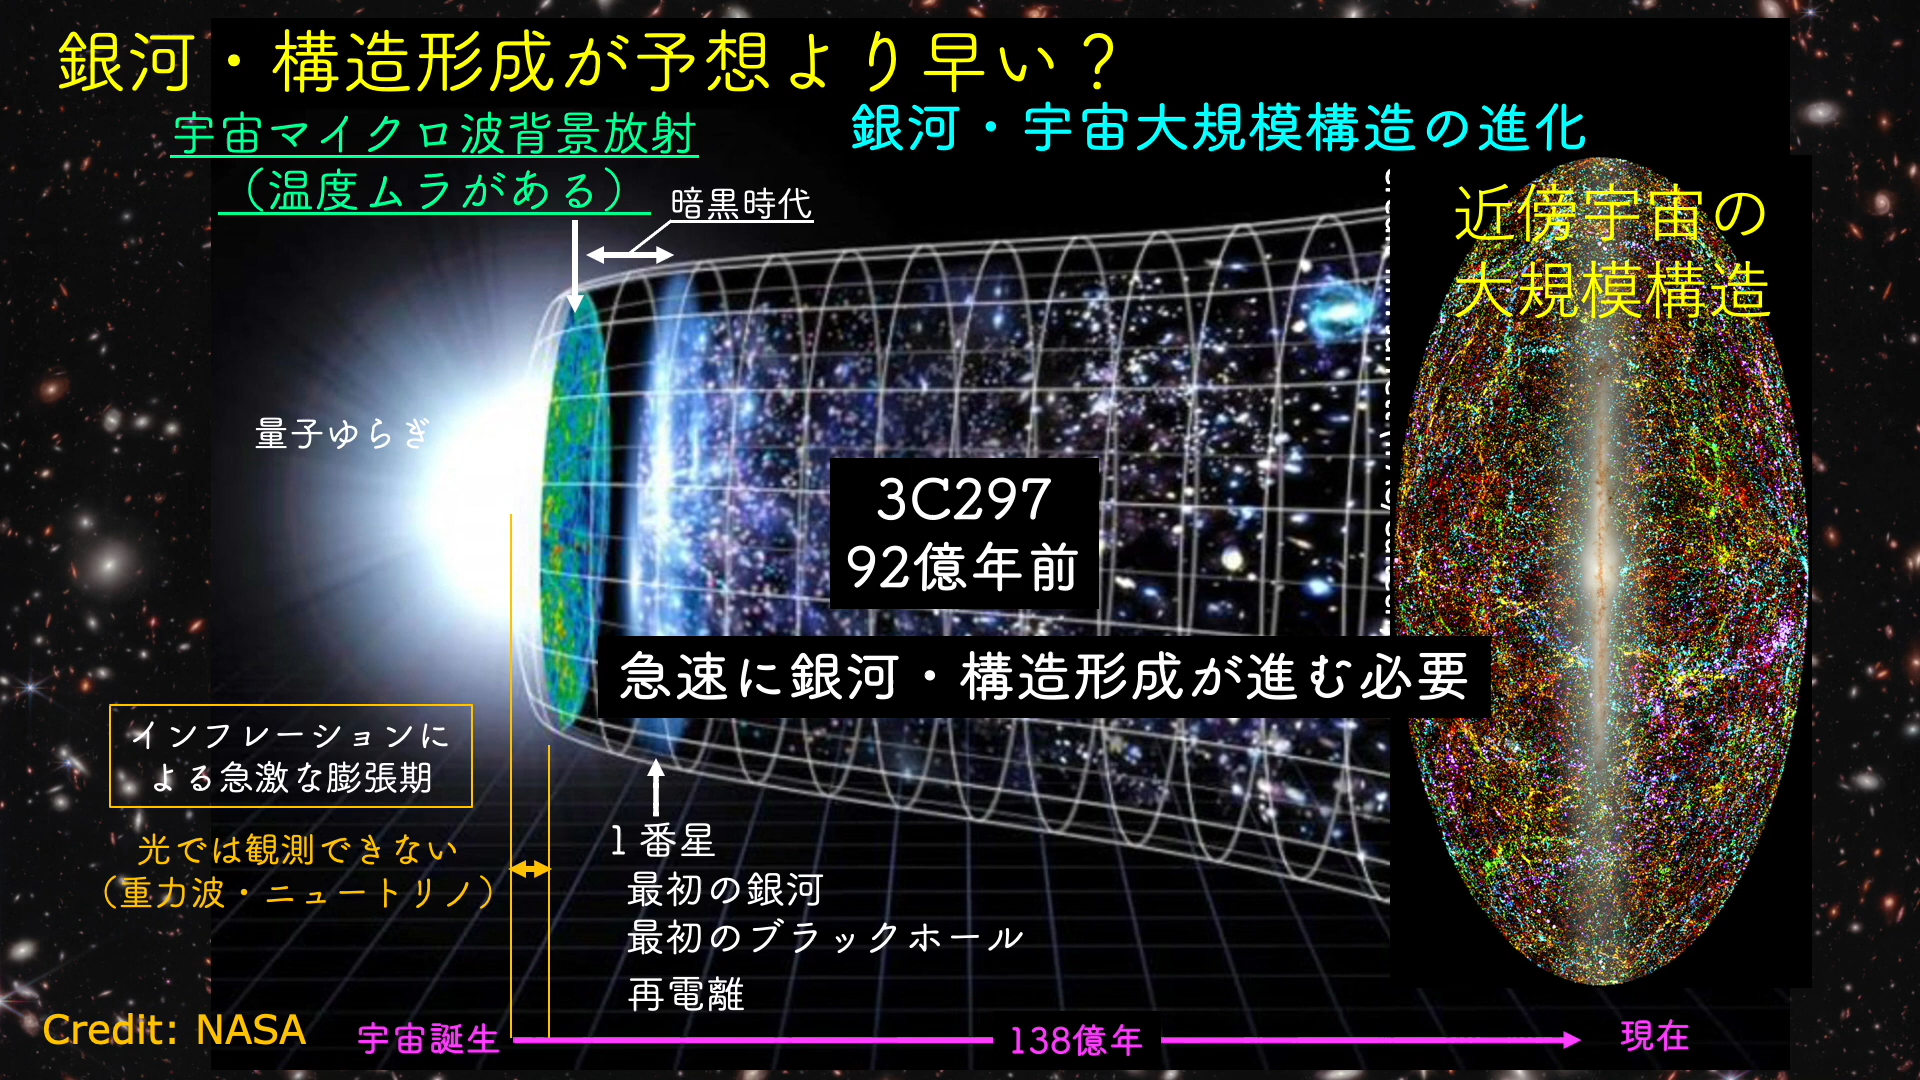 銀河・構造形成が予想より早い？
宇宙マイクロ波背景放射
（温度ムラがある）
銀河・宇宙大規模構造の進化
暗黒時代
近傍宇宙の
大規模構造
量子ゆらぎ
3C297
92億年前
急速に銀河・構造形成が進む必要
インフレーションに
よる急激な膨張期
光では観測できない
（重力波・ニュートリノ）
1 番星
最初の銀河
最初のブラックホール
再電離
Credit: NASA
宇宙誕生
138億年
現在